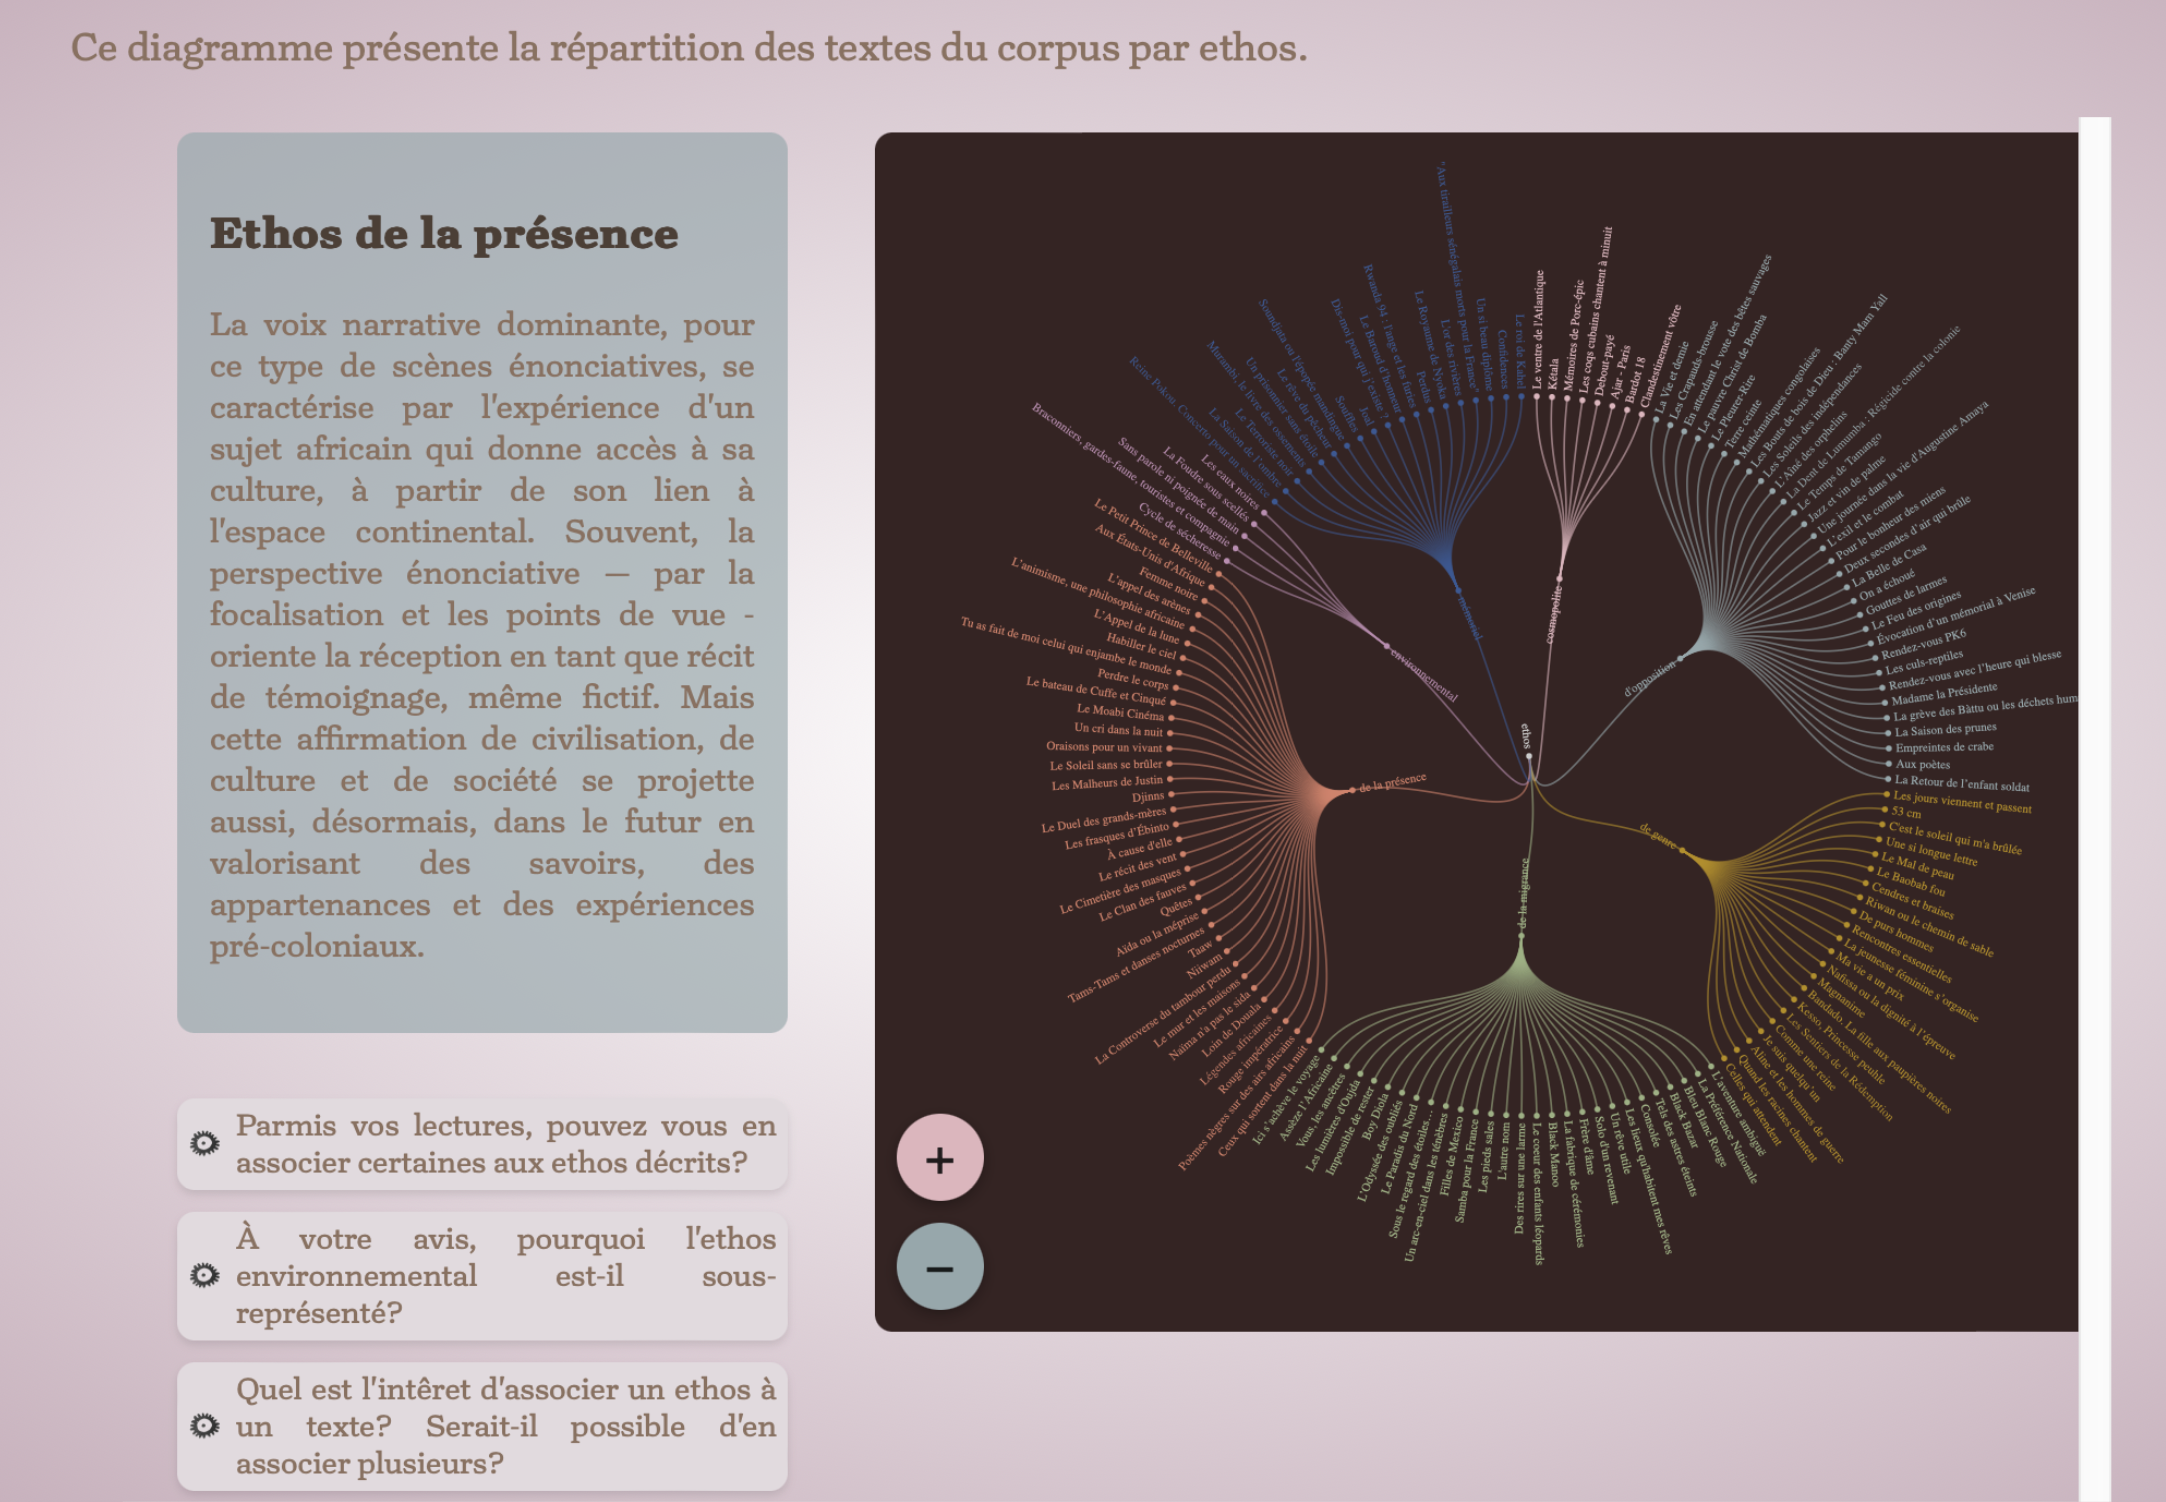 Ce diagramme présente la répartition des textes du corpus par ethos.
Ethos de la présence
La voix narrative dominante, pour
ce type de scènes énonciatives, se
caractérise par l'expérience d'un
sujet africain qui donne accès à sa
culture, à partir de son lien à
l'espace continental. Souvent, la
perspective énonciative — par la
focalisation et les points de vue -
oriente la réception en tant que récit
de témoignage, même fictif. Mais
cette affirmation de civilisation, de
culture et de société se projette
aussi, désormais, dans le futur en
valorisant des savoirs, des
appartenances et des expériences
pré-coloniaux.
Parmis vos lectures, pouvez vous en
associer certaines aux ethos décrits?
À votre avis, pourquoi l'ethos
environnemental est-il sous-
représenté?
Quel est l'intêret d'associer un ethos à
un texte? Serait-il possible d'en
associer plusieurs?
+
−
ethos
mémoriel
Reine Pokou. Concerto pour un sacrifice
La Saison de l'ombre
Le Terroriste noir
Murambi, le livre des ossements
Un prisonnier sans étoile
Le rêve du pêcheur
Soundjata ou l'épopée mandingue
Souffles
Joal
Dis-moi pour qui j'existe ?
Le Baroud d'honneur
Rwanda 94 : l'ange et les furies
Perdus
Le Royaume de Nyaka
L'or des rivières
"Aux tirailleurs sénégalais morts pour la France"
Un si beau diplôme
Confidences
Le roi de Kahel
cosmopolite
Le ventre de l'Atlantique
Kétala
Mémoires de Porc-épic
Les coqs cubains chantent à minuit
Debout-payé
Ajar - Paris
Bardot 18
Clandestinement vôtre
d'opposition
La Vie et demie
Les Crapauds-brousse
En attendant le vote des bêtes sauvages
Le pauvre Christ de Bomba
Le Pleurer-Rire
Terre ceinte
Mathématiques congolaises
Les Bouts de bois de Dieu : Banty Mam Yall
Les Soleils des indépendances
L'Aîné des orphelins
La Dent de Lumumba : Régicide contre la colonie
Le Temps de Tamango
Jazz et vin de palme
Une journée dans la vie d'Augustine Amaya
L'exil et le combat
Pour le bonheur des miens
Deux secondes d'air qui brûle
La Belle de Casa
On a échoué
Gouttes de larmes
Le Feu des origines
Évocation d'un mémorial à Venise
Rendez-vous PK6
Les culs-reptiles
Rendez-vous avec l'heure qui blesse
Madame la Présidente
La grève des Bàttu ou les déchets hum
La Saison des prunes
Empreintes de crabe
Aux poètes
La Retour de l'enfant soldat
de genre
Les jours viennent et passent
53 cm
C'est le soleil qui m'a brûlée
Une si longue lettre
Le Mal de peau
Le Baobab fou
Cendres et braises
Riwan ou le chemin de sable
De purs hommes
Rencontres essentielles
La jeunesse féminine s'organise
Ma vie a un prix
Nafissa ou la dignité à l'épreuve
Magnanime
Bandado. La fille aux paupières noires
Kesso, Princesse peuhle
Les Sentiers de la Rédemption
Comme une reine
Je suis quelqu'un
Aline et les hommes de guerre
Quand les racines chantent
Celles qui attendent
de la migrance
L'aventure ambiguë
La Préférence Nationale
Bleu Blanc Rouge
Black Bazar
Tels des astres éteints
Consolée
Les lieux qu'habitent mes rêves
Un rêve utile
Solo d'un revenant
Frère d'âme
La fabrique de cérémonies
Black Manoo
Le coeur des enfants léopards
Des rires sur une larme
L'autre nom
Les pieds sales
Samba pour la France
Filles de Mexico
Un arc-en-ciel dans les ténèbres
Sous le regard des étoiles…
Le Paradis du Nord
L'Odyssée des oubliés
Boy Diola
Impossible de rester
Les lumières d'Oujda
Vous, les ancêtres
Asèze l'Africaine
Ici s'achève le voyage
de la présence
Ceux qui sortent dans la nuit
Poèmes nègres sur des airs africains
Rouge impératrice
Légendes africaines
Loin de Douala
Naïma n'a pas le sida
Le mur et les maisons
La Controverse du tambour perdu
Niiwam
Taaw
Tams-Tams et danses nocturnes
Aïda ou la méprise
Quêtes
Le Clan des fauves
Le Cimetière des masques
Le récit des vent
À cause d'elle
Les frasques d'Ébinto
Le Duel des grands-mères
Djinns
Les Malheurs de Justin
Le Soleil sans se brûler
Oraisons pour un vivant
Un cri dans la nuit
Le Moabi Cinéma
Le bateau de Cuffe et Cinqué
Perdre le corps
Tu as fait de moi celui qui enjambe le monde
Habiller le ciel
L'Appel de la lune
L'animisme, une philosophie africaine
L'appel des arènes
Femme noire
Aux États-Unis d'Afrique
Le Petit Prince de Belleville
environnemental
Cycle de sécheresse
Braconniers, gardes-faune, touristes et compagnie
Sans parole ni poignée de main
La Foudre sous scellés
Les eaux noires